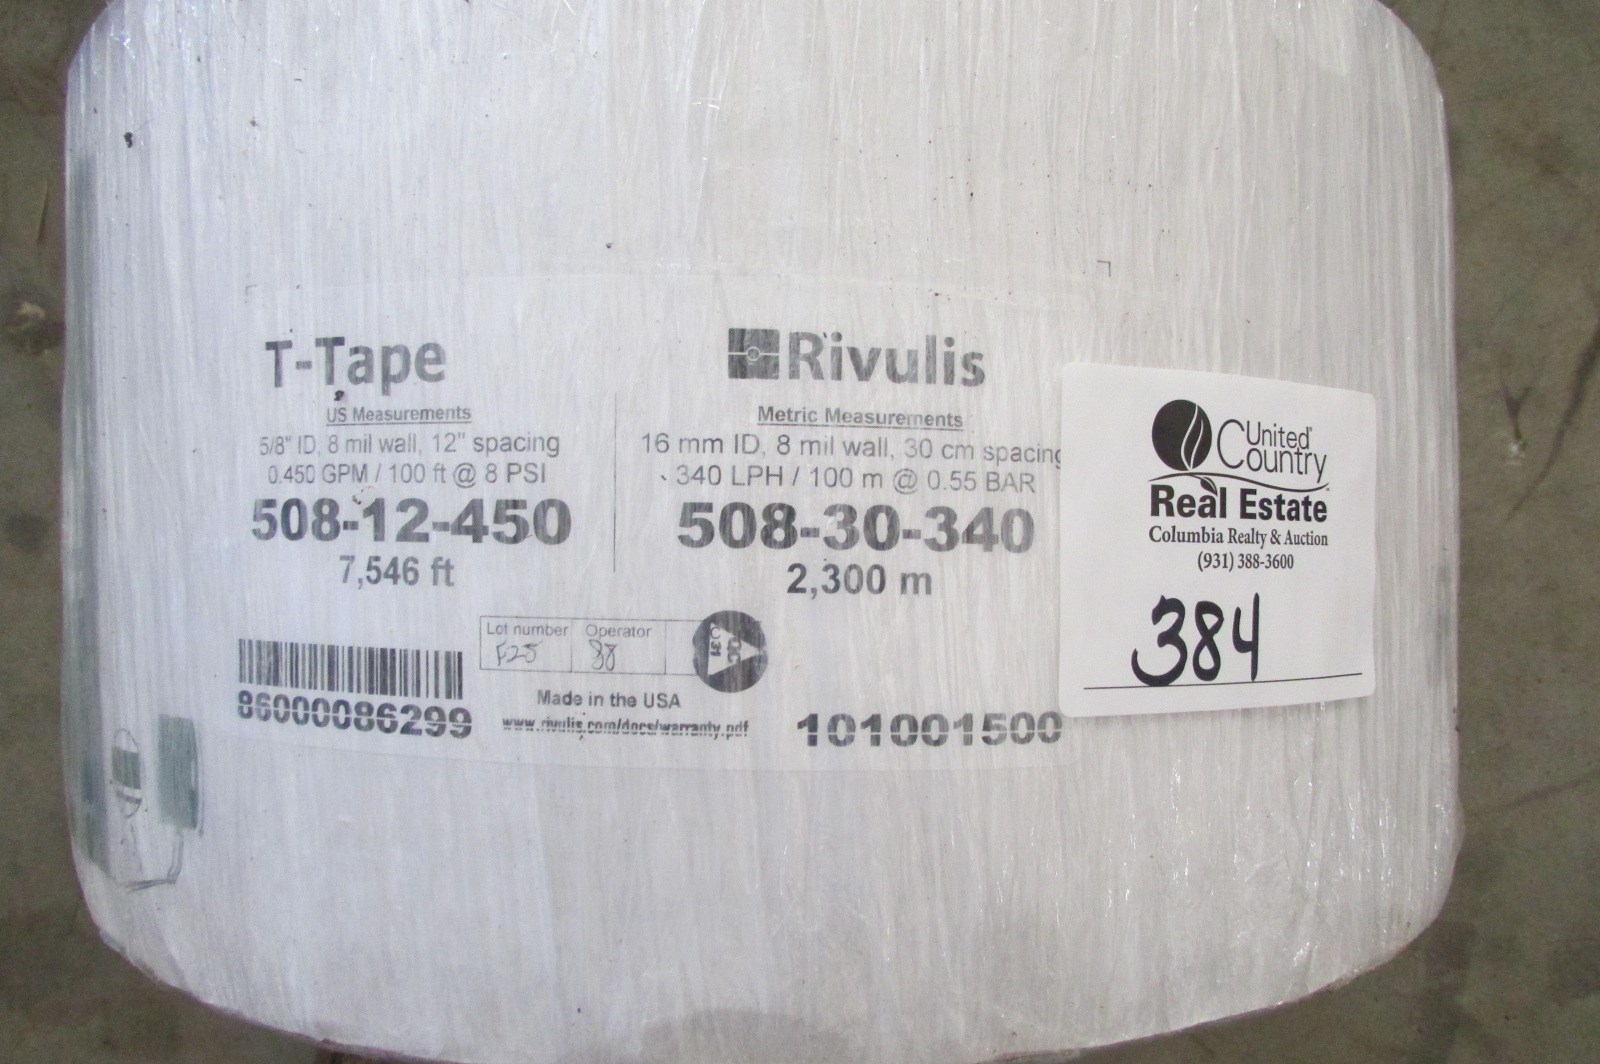 T-Tape
US Measurements
5/8" ID, 8 mil wall, 12" spacing
0.450 GPM / 100 ft @ 8 PSI
508-12-450
7,546 ft
Rivulis
Metric Measurements
16 mm ID, 8 mil wall, 30 cm spacing
340 LPH / 100 m @ 0.55 BAR
508-30-340
2,300 m
Lot number
F25
Operator
88
QC
031
86000086299
Made in the USA
www.rivulis.com/docs/warranty.pdf
101001500
United
Country
Real Estate
Columbia Realty & Auction
(931) 388-3600
384